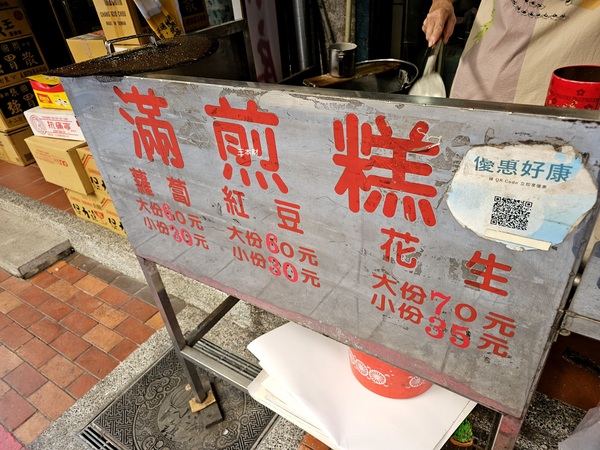 滿煎糕
蘿蔔
大份60元
小份30元
紅豆
大份60元
小份30元
花生
大份70元
小份35元
優惠好康
QR Code